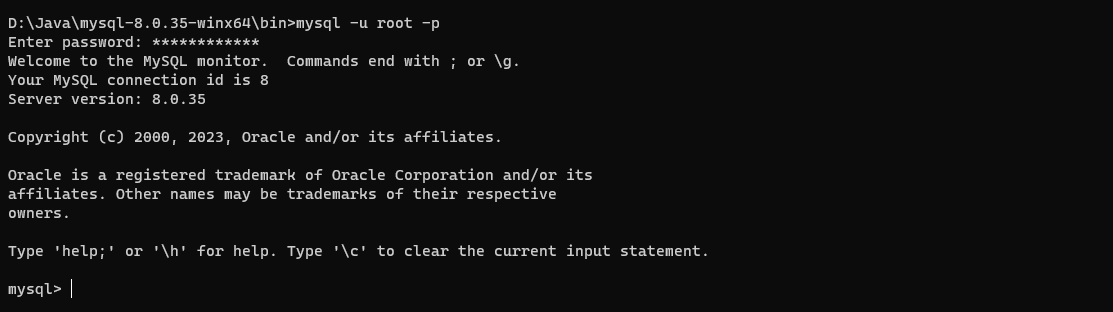 D:\Java\mysql-8.0.35-winx64\bin>mysql -u root -p
Enter password: ************
Welcome to the MySQL monitor.  Commands end with ; or \g.
Your MySQL connection id is 8
Server version: 8.0.35
Copyright (c) 2000, 2023, Oracle and/or its affiliates.
Oracle is a registered trademark of Oracle Corporation and/or its
affiliates. Other names may be trademarks of their respective
owners.
Type 'help;' or '\h' for help. Type '\c' to clear the current input statement.
mysql>